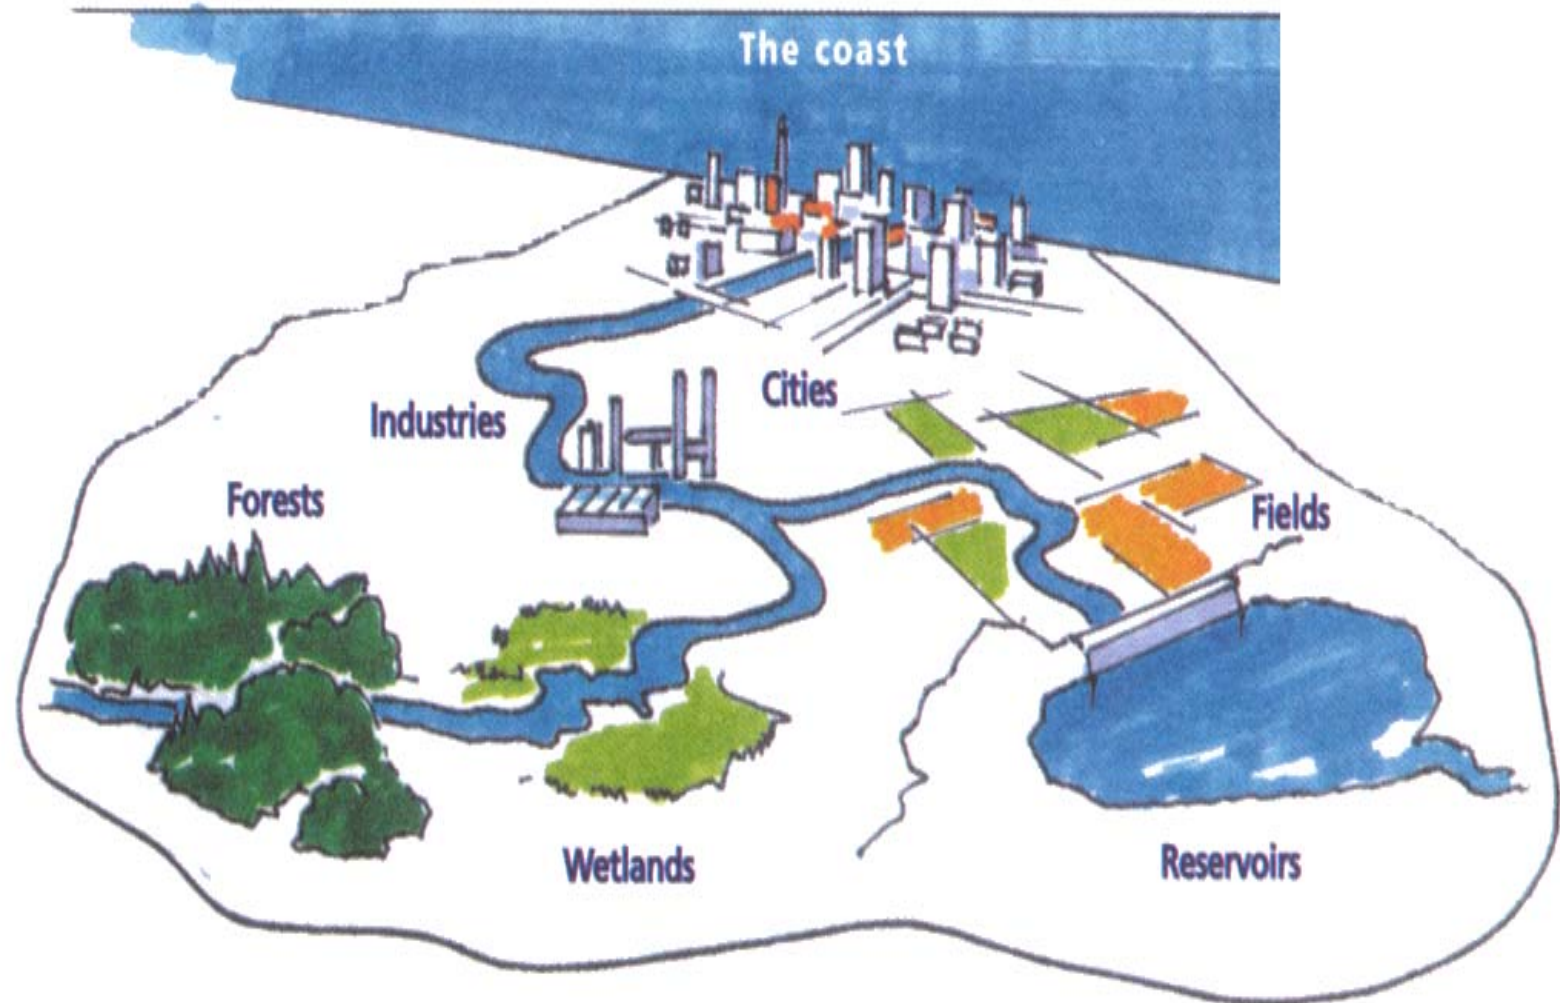 The coast
Cities
Industries
Forests
Fields
Wetlands
Reservoirs